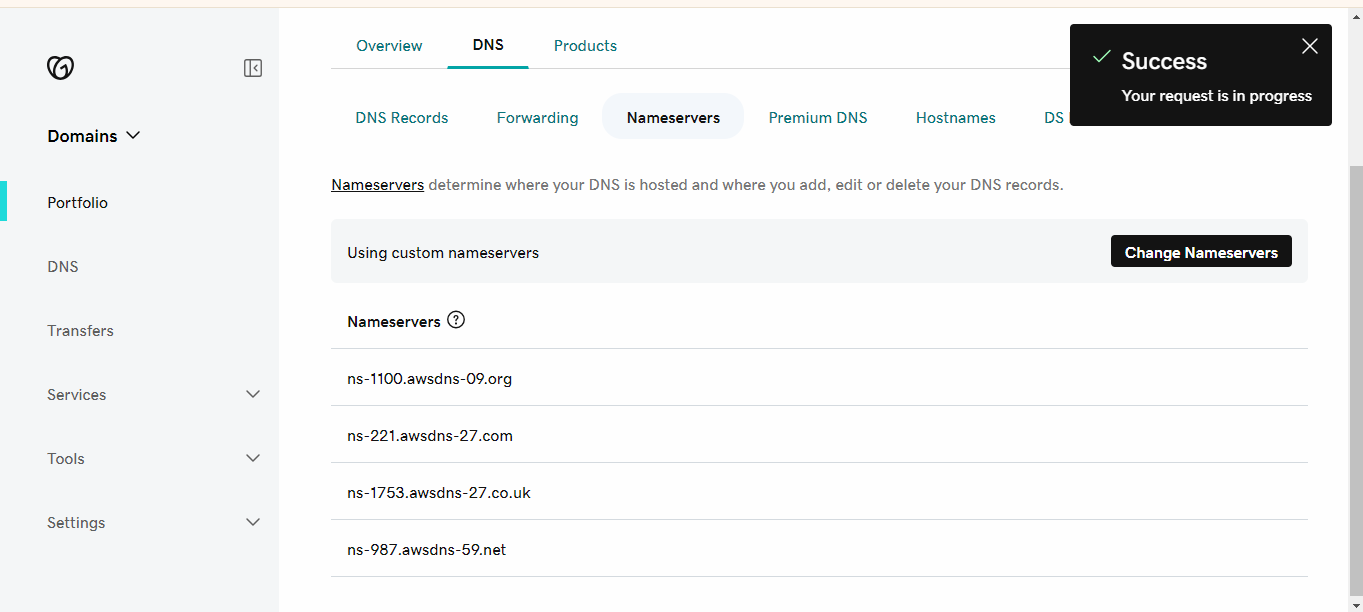 Overview DNS Products
Success
Your request is in progress
Domains
DNS Records Forwarding Nameservers Premium DNS Hostnames DS
Nameservers determine where your DNS is hosted and where you add, edit or delete your DNS records.
Portfolio
Using custom nameservers Change Nameservers
DNS
Nameservers ?
Transfers
ns-1100.awsdns-09.org
Services
ns-221.awsdns-27.com
Tools
ns-1753.awsdns-27.co.uk
Settings
ns-987.awsdns-59.net